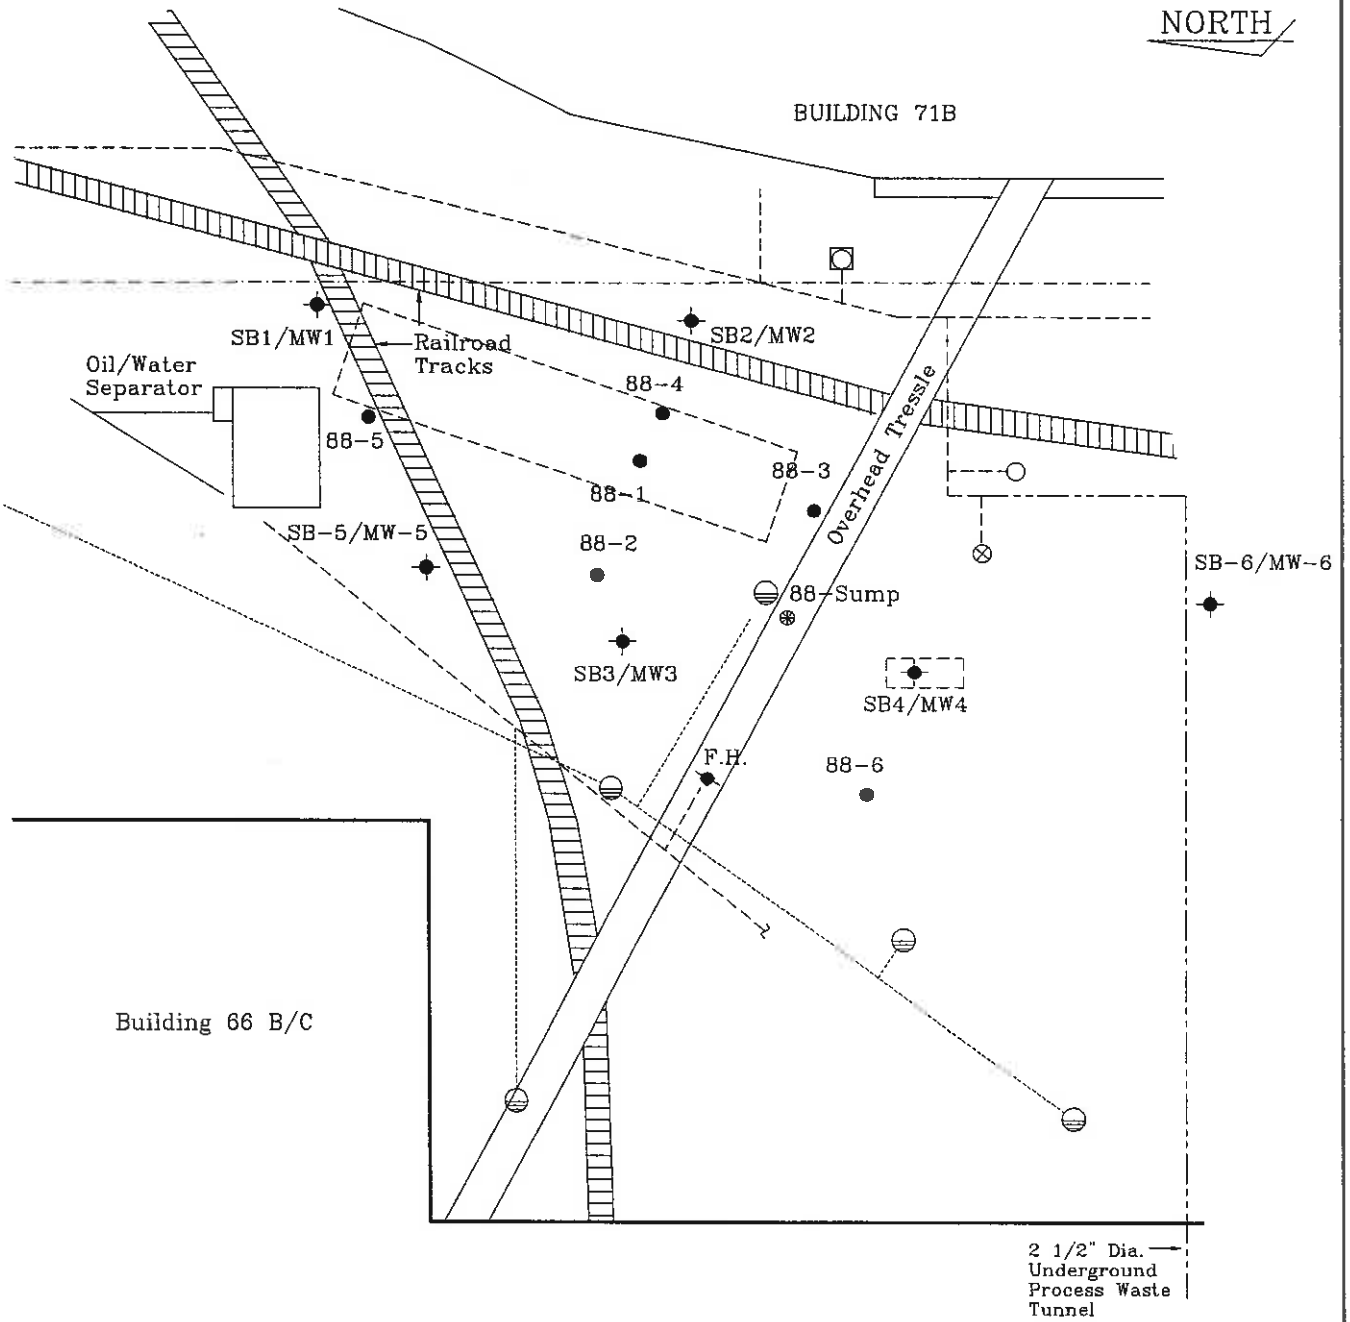 NORTH
BUILDING 71B
SB1/MW1
Railroad
Tracks
SB2/MW2
Oil/Water
Separator
88-4
88-5
88-1
88-3
Overhead Tressle
SB-5/MW-5
88-2
SB-6/MW-6
88-Sump
SB3/MW3
SB4/MW4
F.H.
88-6
Building 66 B/C
2 1/2" Dia.
Underground
Process Waste
Tunnel